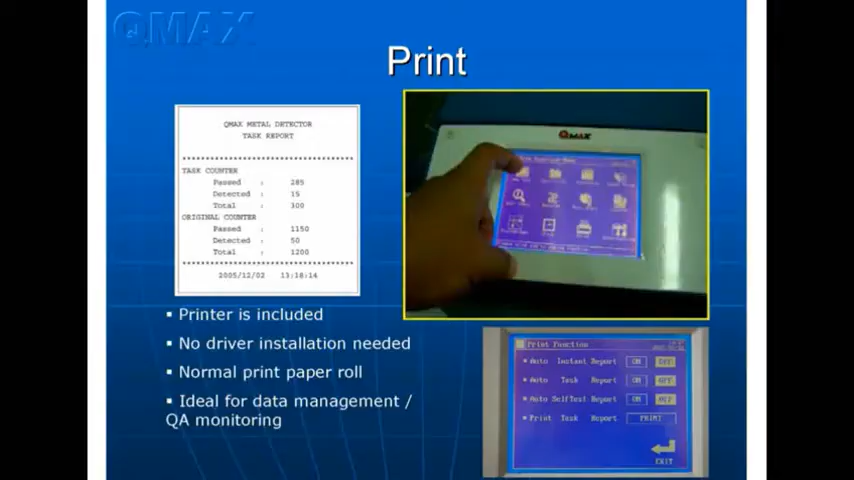 QMAX
Print
QMAX METAL DETECTOR
TASK REPORT
TASK COUNTER
Passed : 285
Detected : 15
Total : 300
ORIGINAL COUNTER
Passed : 1150
Detected : 50
Total : 1200
2005/12/02 13:18:14
QMAX
▪ Printer is included
▪ No driver installation needed
▪ Normal print paper roll
▪ Ideal for data management /
QA monitoring
Print Function
Auto Instant Report ON OFF
Auto Task Report ON OFF
Auto SelfTest Report ON OFF
Print Task Report PRINT
EXIT